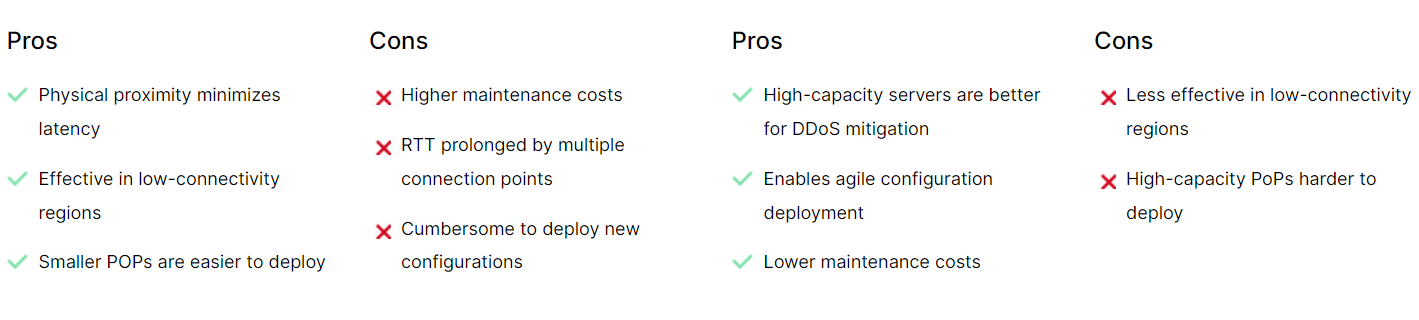 Pros
Physical proximity minimizes
latency
Effective in low-connectivity
regions
Smaller POPs are easier to deploy
Cons
Higher maintenance costs
RTT prolonged by multiple
connection points
Cumbersome to deploy new
configurations
Pros
High-capacity servers are better
for DDoS mitigation
Enables agile configuration
deployment
Lower maintenance costs
Cons
Less effective in low-connectivity
regions
High-capacity PoPs harder to
deploy